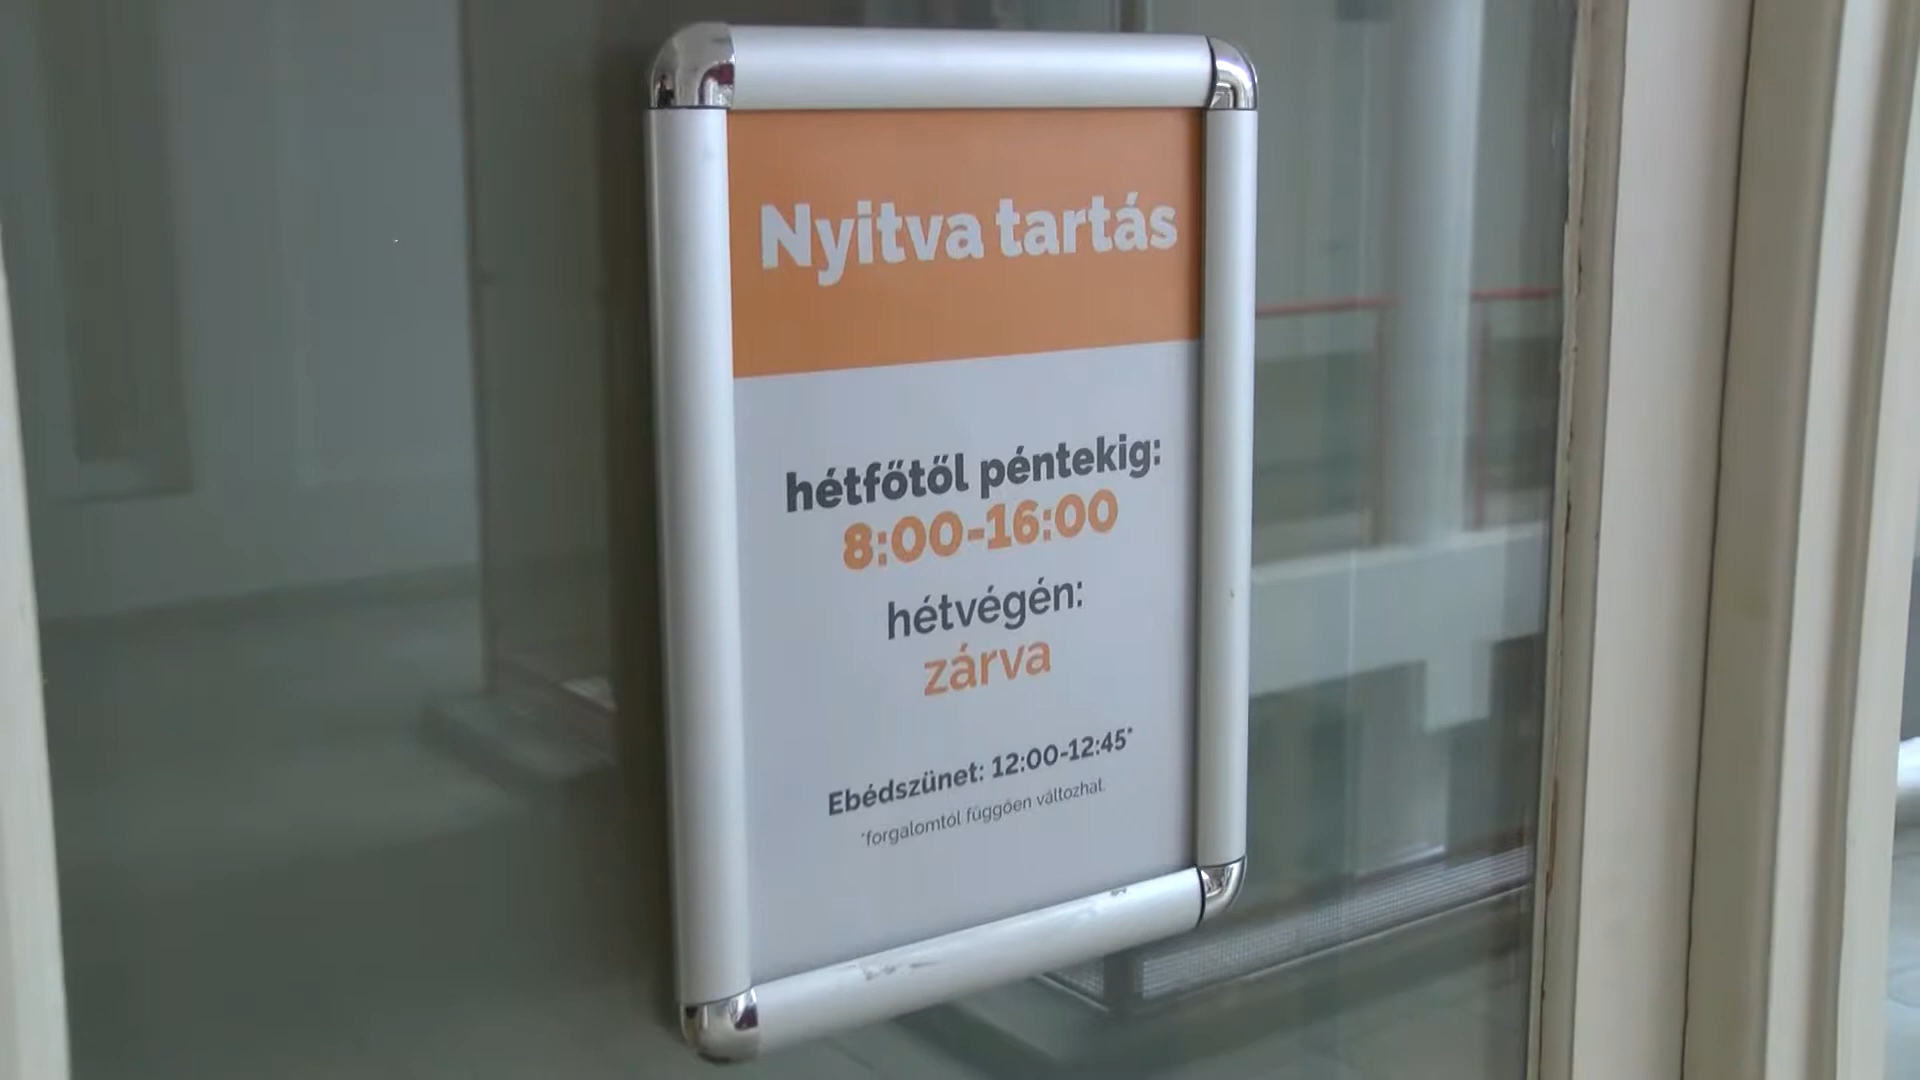 Nyitva tartás
hétfőtől péntekig:
8:00-16:00
hétvégén:
zárva
Ebédszünet: 12:00-12:45*
*forgalomtól függően változhat.